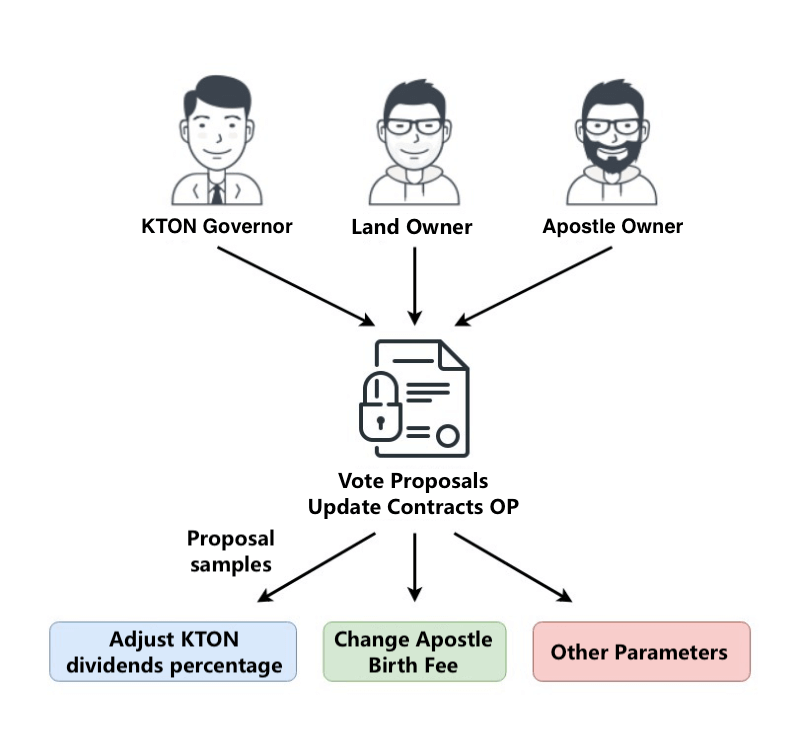 KTON Governor
Land Owner
Apostle Owner
Vote Proposals
Update Contracts OP
Proposal
samples
Adjust KTON
dividends percentage
Change Apostle
Birth Fee
Other Parameters